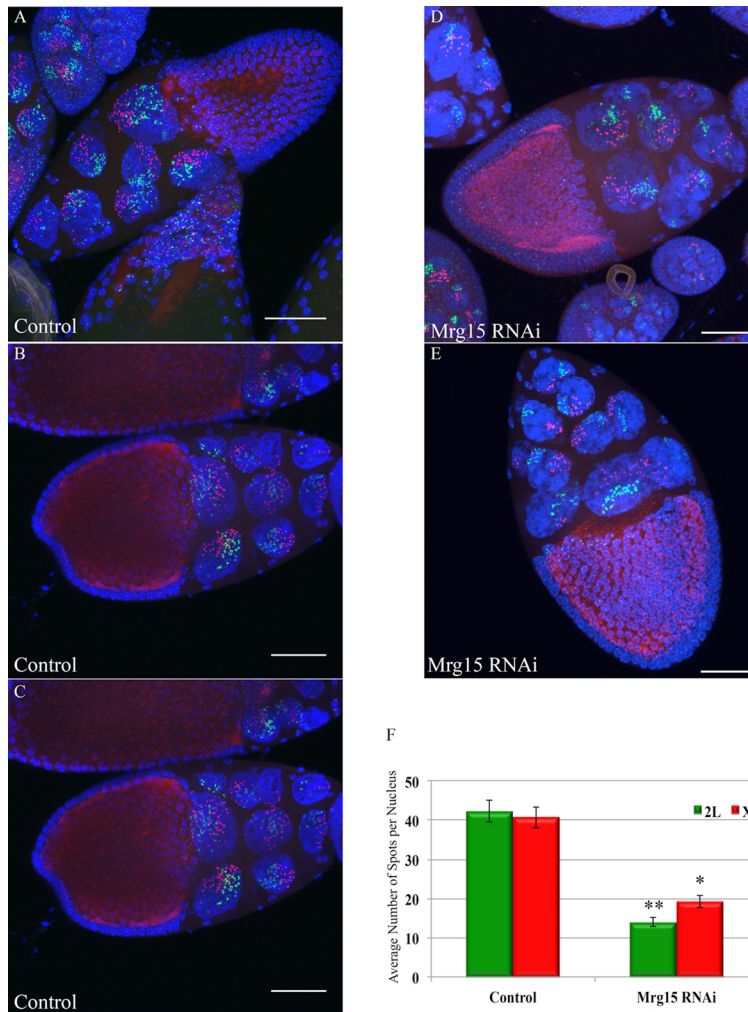 A
Control
B
Control
C
Control
D
Mrg15 RNAi
E
Mrg15 RNAi
F
Average Number of Spots per Nucleus
50
40
30
20
10
0
2L X
**
*
Control
Mrg15 RNAi